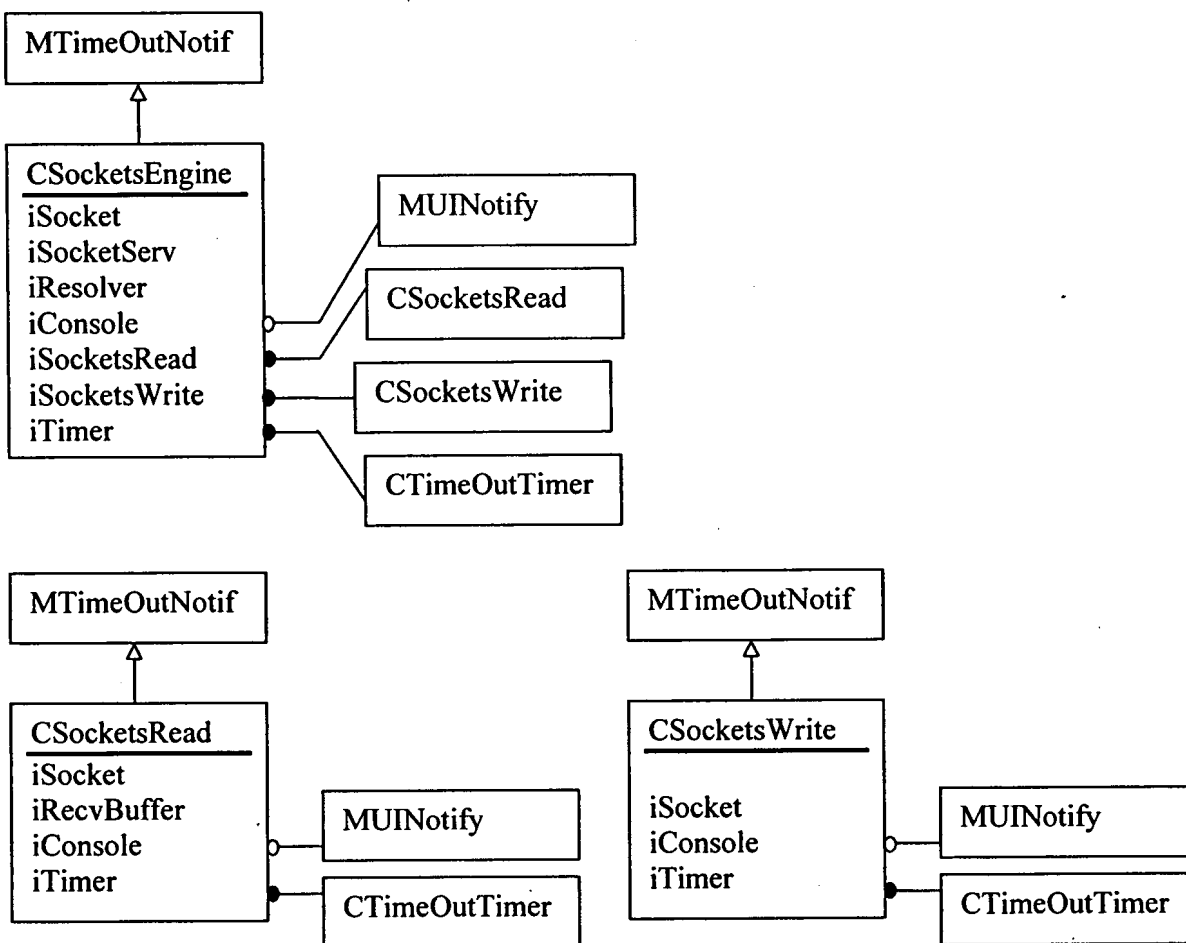 MTimeOutNotif
CSocketsEngine
iSocket
iSocketServ
iResolver
iConsole
iSocketsRead
iSocketsWrite
iTimer
MUINotify
CSocketsRead
CSocketsWrite
CTimeOutTimer
MTimeOutNotif
CSocketsRead
iSocket
iRecvBuffer
iConsole
iTimer
MUINotify
CTimeOutTimer
MTimeOutNotif
CSocketsWrite
iSocket
iConsole
iTimer
MUINotify
CTimeOutTimer